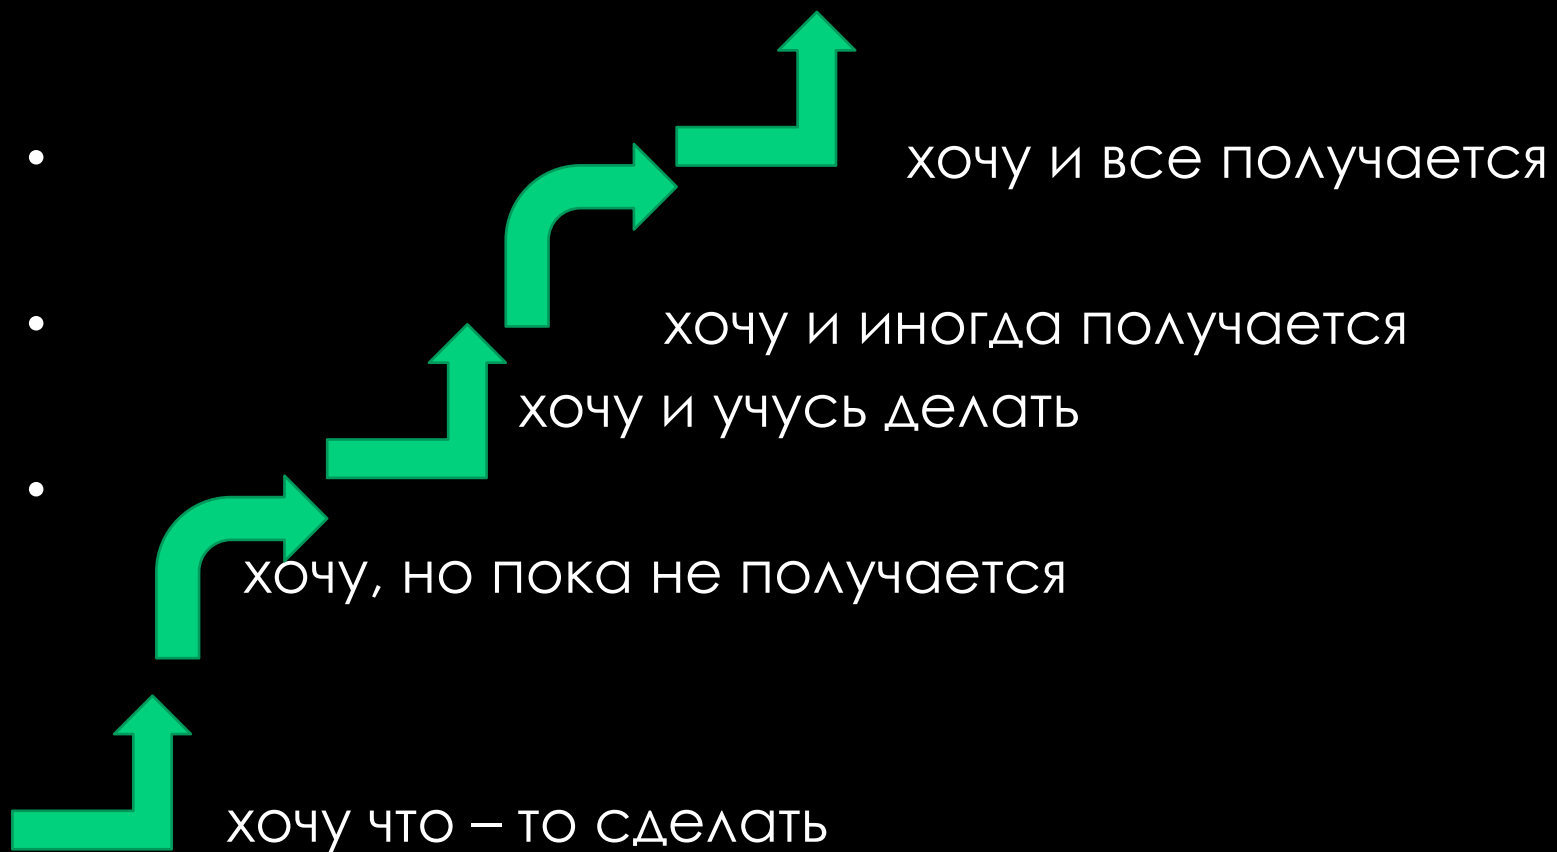 • хочу и все получается
• хочу и иногда получается
хочу и учусь делать
•
хочу, но пока не получается
хочу что – то сделать